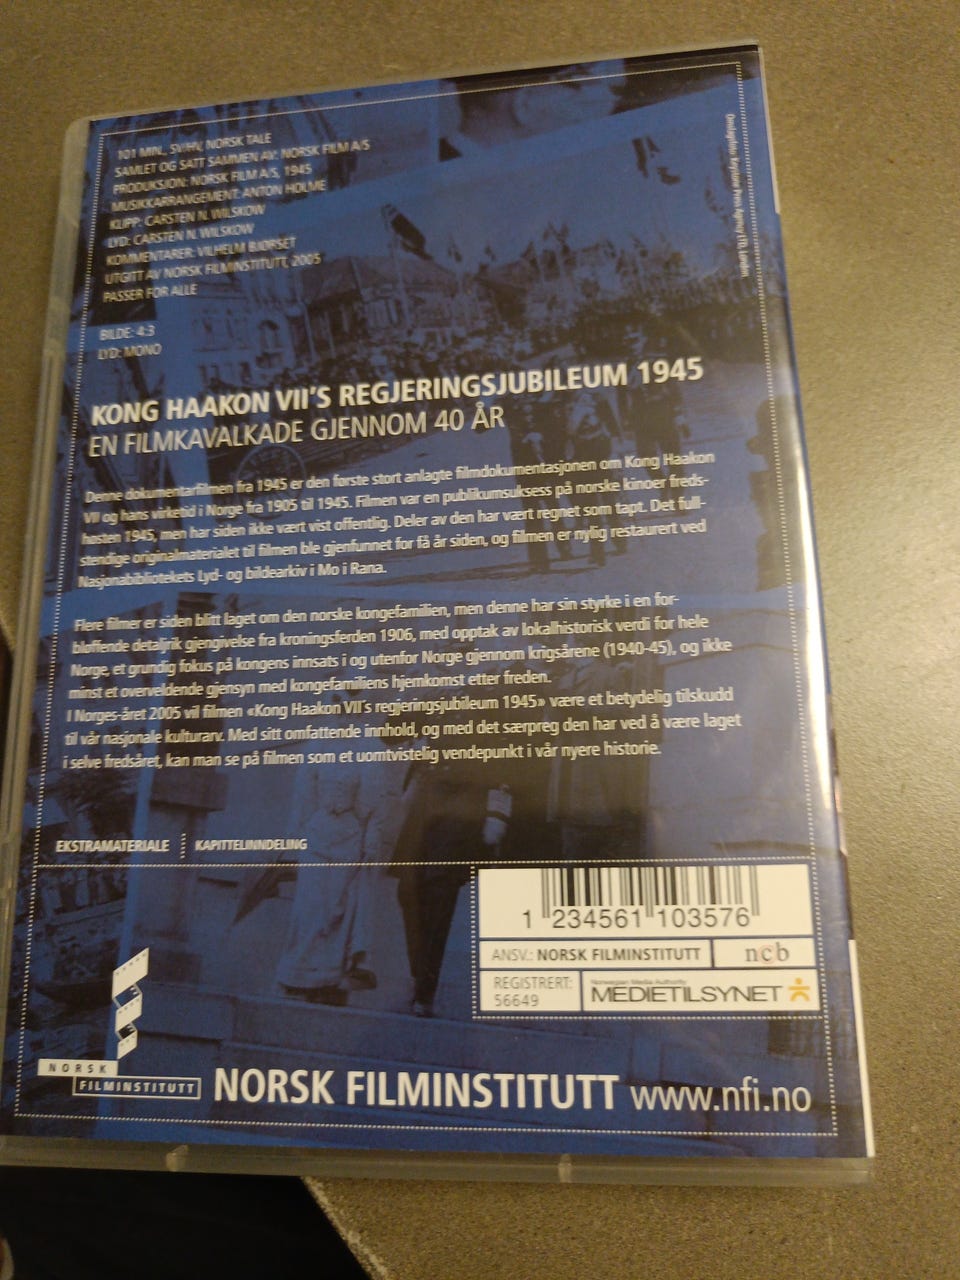 101 MIN., SV/HV, NORSK TALE
SAMLET OG SATT SAMMEN AV: NORSK FILM A/S
PRODUKSJON: NORSK FILM A/S, 1945
MUSIKKARRANGEMENT: ANTON HOLME
KLIPP: CARSTEN N. WILSKOW
LYD: CARSTEN N. WILSKOW
KOMMENTARER: VILHELM BJØRSET
UTGITT AV NORSK FILMINSTITUTT, 2005
PASSER FOR ALLE
BILDE: 4:3
LYD: MONO
Omslagsfoto: Keystone Press Agency LTD, London
KONG HAAKON VII'S REGJERINGSJUBILEUM 1945
EN FILMKAVALKADE GJENNOM 40 ÅR
Denne dokumentarfilmen fra 1945 er den første stort anlagte filmdokumentasjonen om Kong Haakon
VII og hans virketid i Norge fra 1905 til 1945. Filmen var en publikumsuksess på norske kinoer freds-
høsten 1945, men har siden ikke vært vist offentlig. Deler av den har vært regnet som tapt. Det full-
stendige originalmaterialet til filmen ble gjenfunnet for få år siden, og filmen er nylig restaurert ved
Nasjonabibliotekets Lyd- og bildearkiv i Mo i Rana.
Flere filmer er siden blitt laget om den norske kongefamilien, men denne har sin styrke i en for-
bløffende detaljrik gjengivelse fra kroningsferden 1906, med opptak av lokalhistorisk verdi for hele
Norge, et grundig fokus på kongens innsats i og utenfor Norge gjennom krigsårene (1940-45), og ikke
minst et overveldende gjensyn med kongefamiliens hjemkomst etter freden.
I Norges-året 2005 vil filmen «Kong Haakon VII's regjeringsjubileum 1945» være et betydelig tilskudd
til vår nasjonale kulturarv. Med sitt omfattende innhold, og med det særpreg den har ved å være laget
i selve fredsåret, kan man se på filmen som et uomtvistelig vendepunkt i vår nyere historie.
EKSTRAMATERIALE KAPITTELINNDELING
1 234561 103576
ANSV.: NORSK FILMINSTITUTT ncb
REGISTRERT:
56649
Norwegian Media Authority
MEDIETILSYNET
NORSK
FILMINSTITUTT
NORSK FILMINSTITUTT www.nfi.no